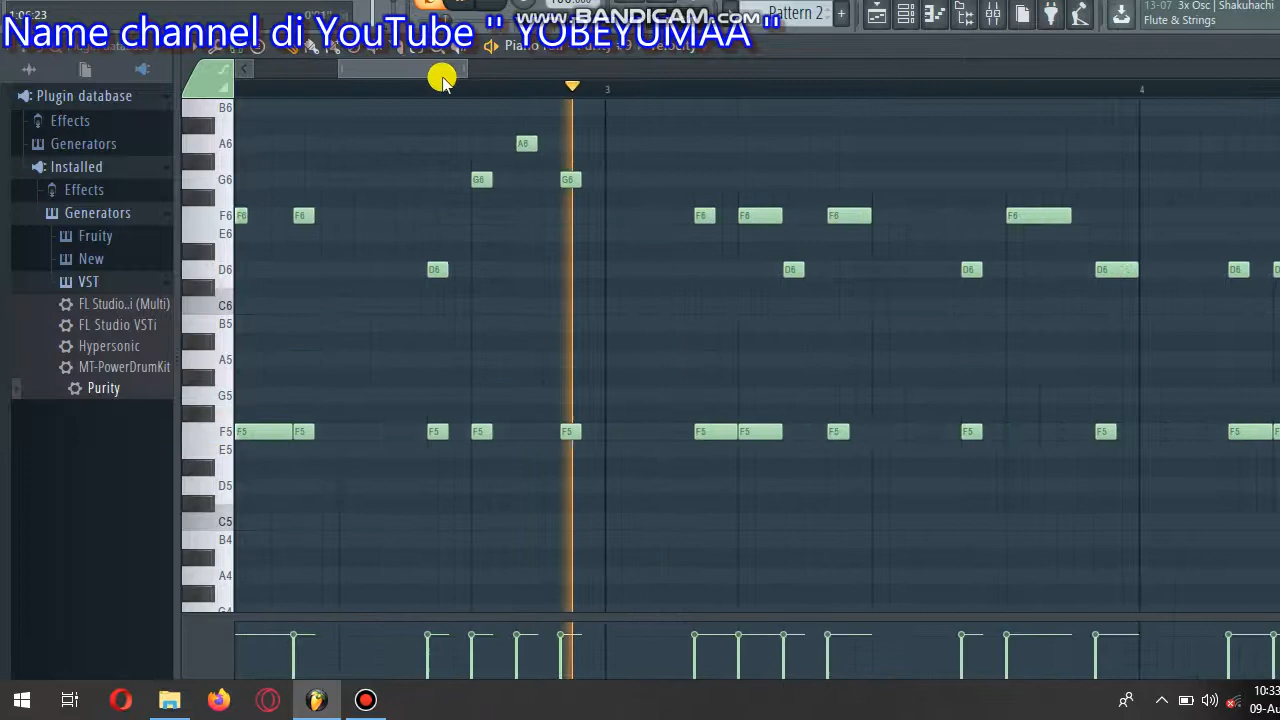 www.BANDICAM.com
Name channel di YouTube " YOBEYUMAA "
Pattern 2
13-07 3x Osc | Shakuh
Flute & Strings
3
4
Plugin database
Effects
Generators
Installed
Effects
Generators
Fruity
New
VST
FL Studio..i (Multi)
FL Studio VSTi
Hypersonic
MT-PowerDrumKit
Purity
B6
A6
G6
F6
E6
D6
C6
B5
A5
G5
F5
E5
D5
C5
B4
A4
G4
A6
G6 G6
F6 F6 F6 F6 F6 F6
D6 D6 D6 D6 D6
F5 F5 F5 F5 F5 F5 F5 F5 F5 F5 F5
10:33
09-Au